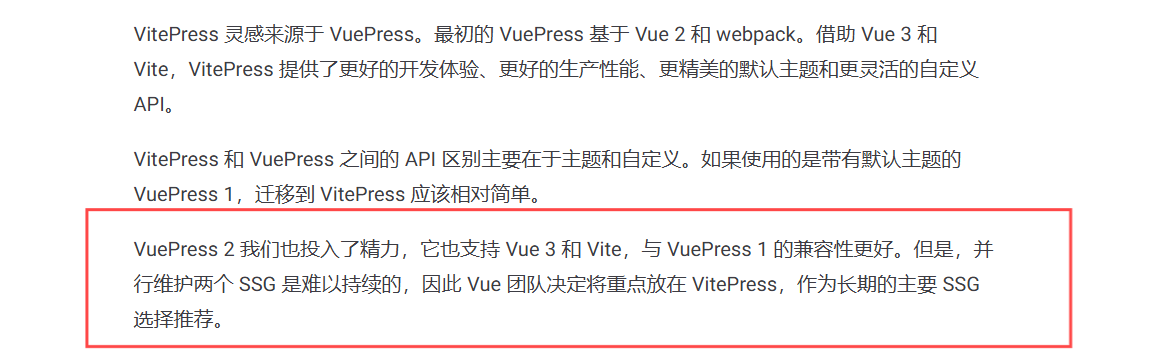 VitePress 灵感来源于 VuePress。最初的 VuePress 基于 Vue 2 和 webpack。借助 Vue 3 和
Vite，VitePress 提供了更好的开发体验、更好的生产性能、更精美的默认主题和更灵活的自定义
API。
VitePress 和 VuePress 之间的 API 区别主要在于主题和自定义。如果使用的是带有默认主题的
VuePress 1，迁移到 VitePress 应该相对简单。
VuePress 2 我们也投入了精力，它也支持 Vue 3 和 Vite，与 VuePress 1 的兼容性更好。但是，并
行维护两个 SSG 是难以持续的，因此 Vue 团队决定将重点放在 VitePress，作为长期的主要 SSG
选择推荐。